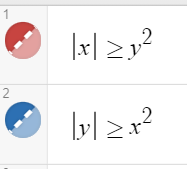 1
|x| ≥ y²
2
|y| ≥ x²